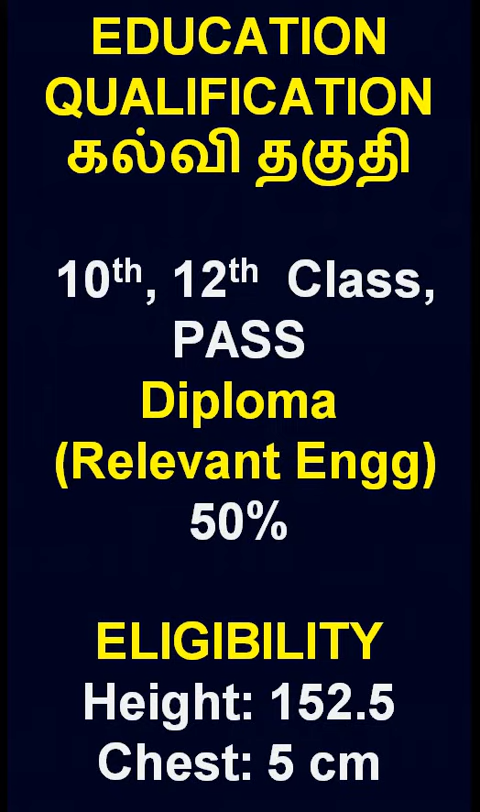 EDUCATION
QUALIFICATION
கல்வி தகுதி
10th, 12th Class,
PASS
Diploma
(Relevant Engg)
50%
ELIGIBILITY
Height: 152.5
Chest: 5 cm